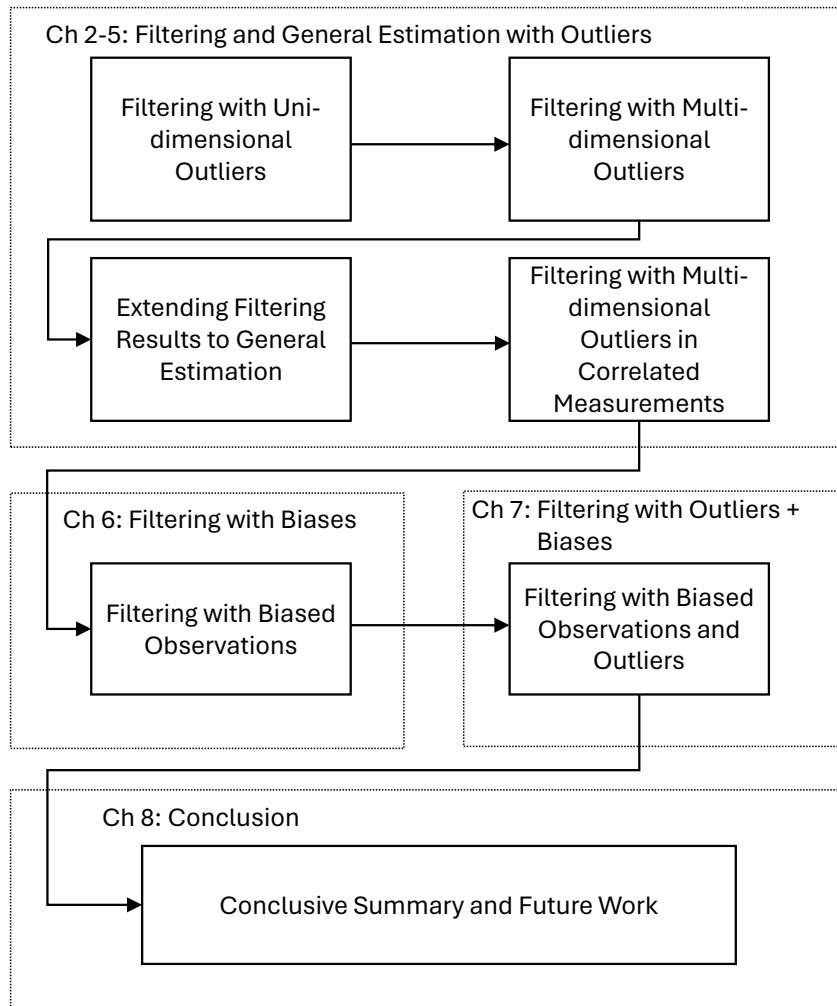 Ch 2-5: Filtering and General Estimation with Outliers
Filtering with Uni-
dimensional
Outliers
Filtering with Multi-
dimensional
Outliers
Extending Filtering
Results to General
Estimation
Filtering with Multi-
dimensional
Outliers in
Correlated
Measurements
Ch 6: Filtering with Biases
Filtering with Biased
Observations
Ch 7: Filtering with Outliers +
Biases
Filtering with Biased
Observations and
Outliers
Ch 8: Conclusion
Conclusive Summary and Future Work